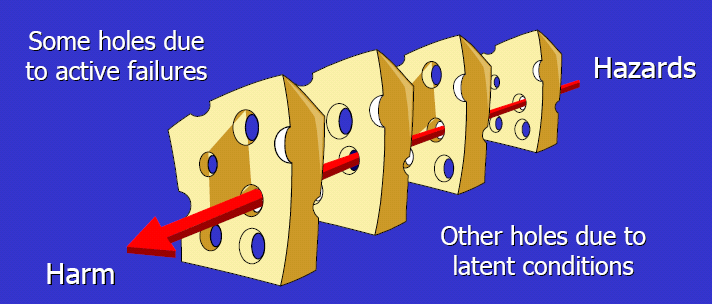 Some holes due
to active failures
Hazards
Other holes due to
latent conditions
Harm